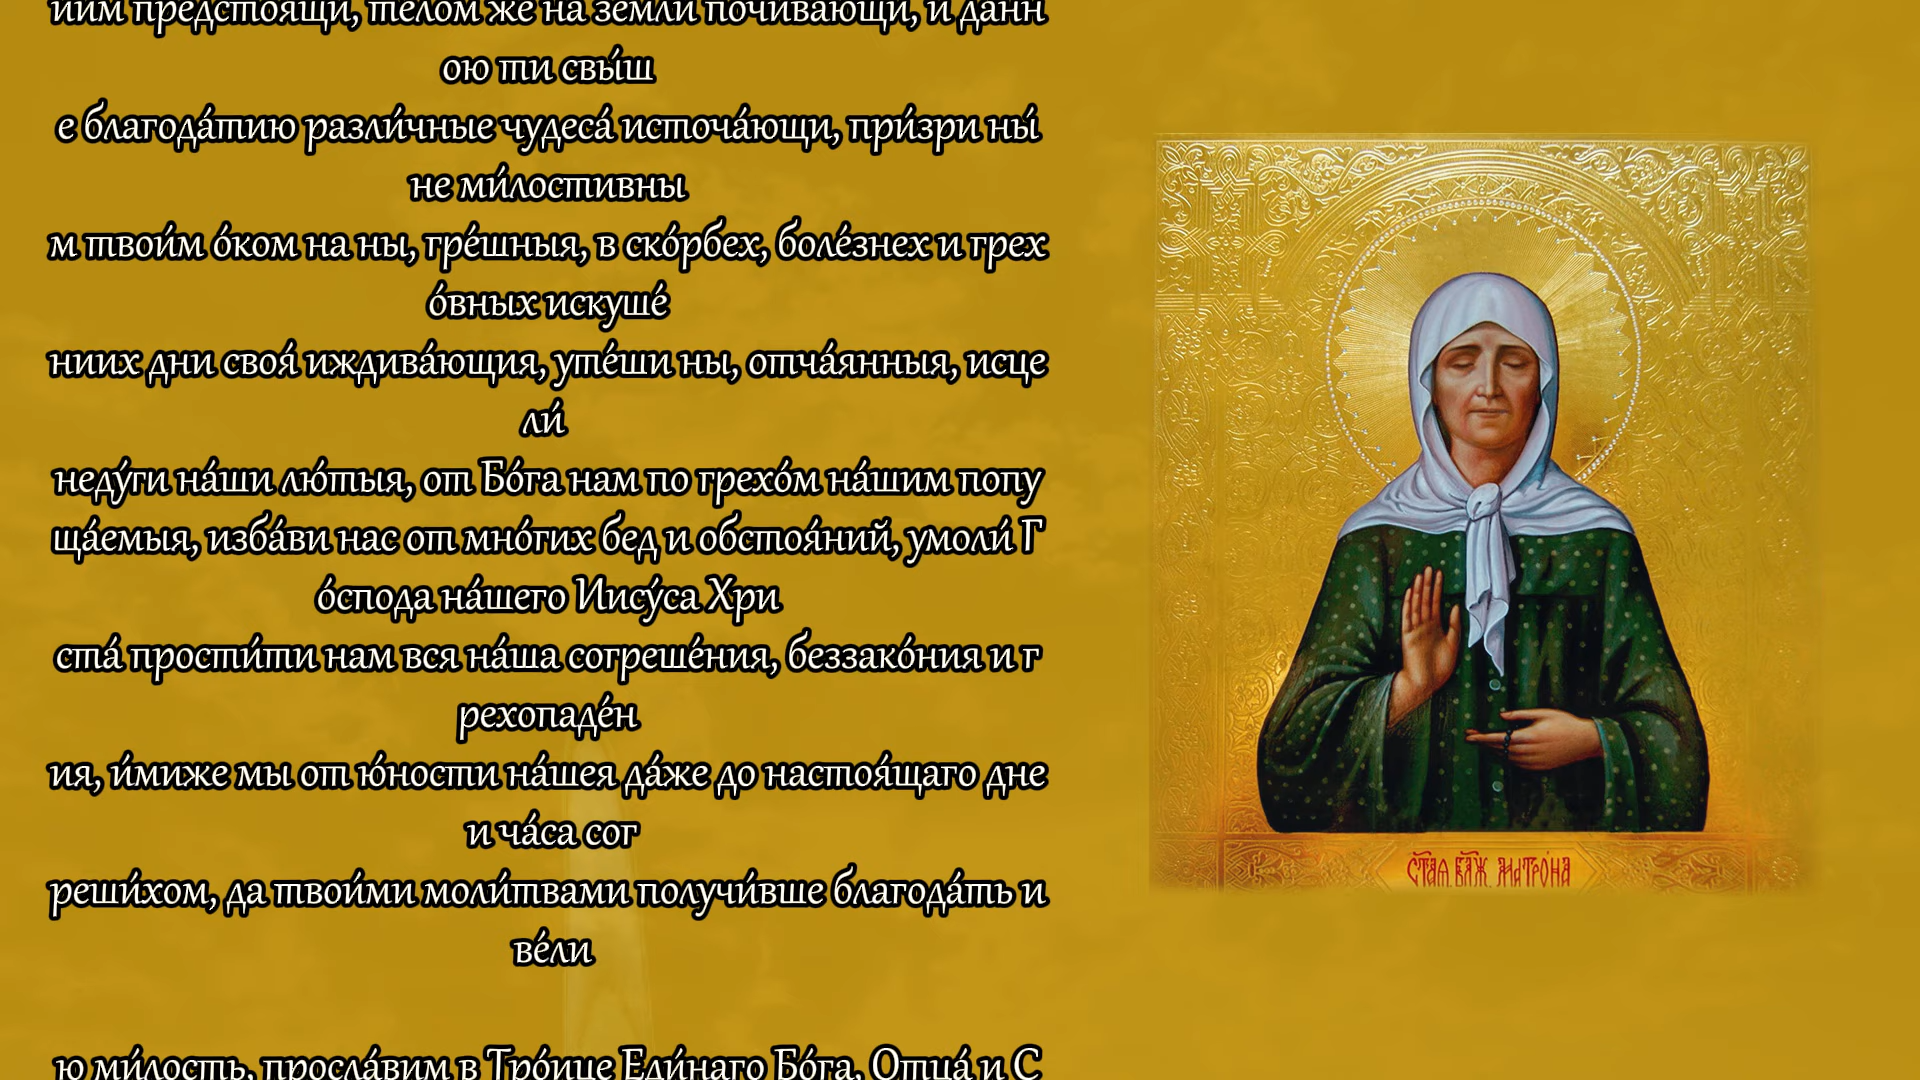 иим предстоящи, телом же на земли почивающи, и данн
ою ти свы́ш
е благода́тию разли́чные чудеса́ источа́ющи, при́зри ны́
не ми́лостивны
м твои́м о́ком на ны, гре́шныя, в ско́рбех, боле́знех и грех
о́вных искуше́
ниих дни своя́ иждива́ющия, уте́ши ны, отча́янныя, исце
ли́
неду́ги на́ши лю́тыя, от Бо́га нам по грехо́м на́шим попу
ща́емыя, изба́ви нас от мно́гих бед и обстоя́ний, умоли́ Г
о́спода на́шего Иису́са Хри
ста́ прости́ти нам вся на́ша согреше́ния, беззако́ния и г
рехопаде́н
ия, и́миже мы от ю́ности на́шея да́же до настоя́щаго дне
и ча́са сог
реши́хом, да твои́ми моли́твами получи́вше благода́ть и
ве́ли
ю ми́лость, просла́вим в Тро́ице Еди́наго Бо́га, Отца́ и С
СТАЯ БЛЖ МАТРО́НА